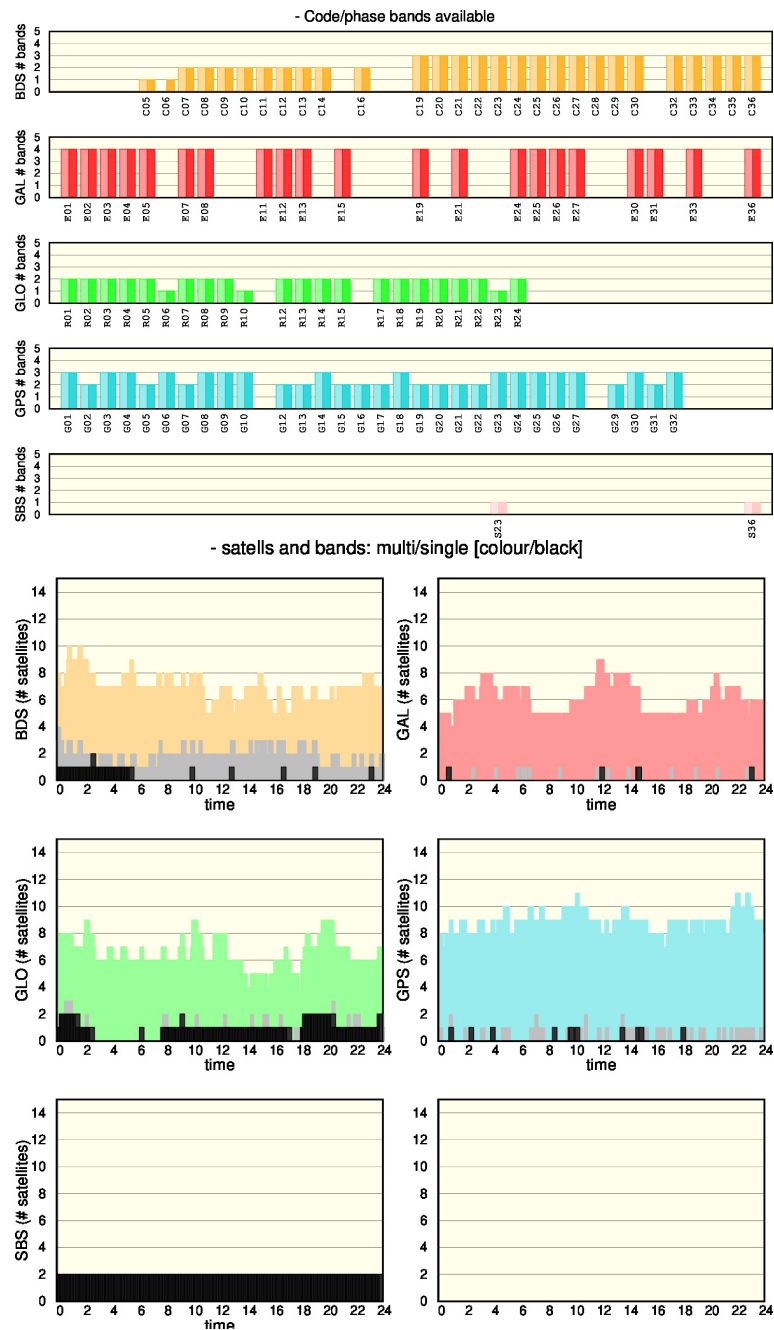 - Code/phase bands available
BDS # bands
5
4
3
2
1
0
C05 C06 C07 C08 C09 C10 C11 C12 C13 C14 C16 C19 C20 C21 C22 C23 C24 C25 C26 C27 C28 C29 C30 C32 C33 C34 C35 C36
GAL # bands
5
4
3
2
1
0
E01 E02 E03 E04 E05 E07 E08 E11 E12 E13 E15 E19 E21 E24 E25 E26 E27 E30 E31 E33 E36
GLO # bands
5
4
3
2
1
0
R01 R02 R03 R04 R05 R06 R07 R08 R09 R10 R12 R13 R14 R15 R17 R18 R19 R20 R21 R22 R23 R24
GPS # bands
5
4
3
2
1
0
G01 G02 G03 G04 G05 G06 G07 G08 G09 G10 G12 G13 G14 G15 G16 G17 G18 G19 G20 G21 G22 G23 G24 G25 G26 G27 G29 G30 G31 G32
SBS # bands
5
4
3
2
1
0
S23 S36
- satells and bands: multi/single [colour/black]
BDS (# satellites)
14
12
10
8
6
4
2
0
0 2 4 6 8 10 12 14 16 18 20 22 24
time
GAL (# satellites)
14
12
10
8
6
4
2
0
0 2 4 6 8 10 12 14 16 18 20 22 24
time
GLO (# satellites)
14
12
10
8
6
4
2
0
0 2 4 6 8 10 12 14 16 18 20 22 24
time
GPS (# satellites)
14
12
10
8
6
4
2
0
0 2 4 6 8 10 12 14 16 18 20 22 24
time
SBS (# satellites)
14
12
10
8
6
4
2
0
0 2 4 6 8 10 12 14 16 18 20 22 24
time
14
12
10
8
6
4
2
0
0 2 4 6 8 10 12 14 16 18 20 22 24